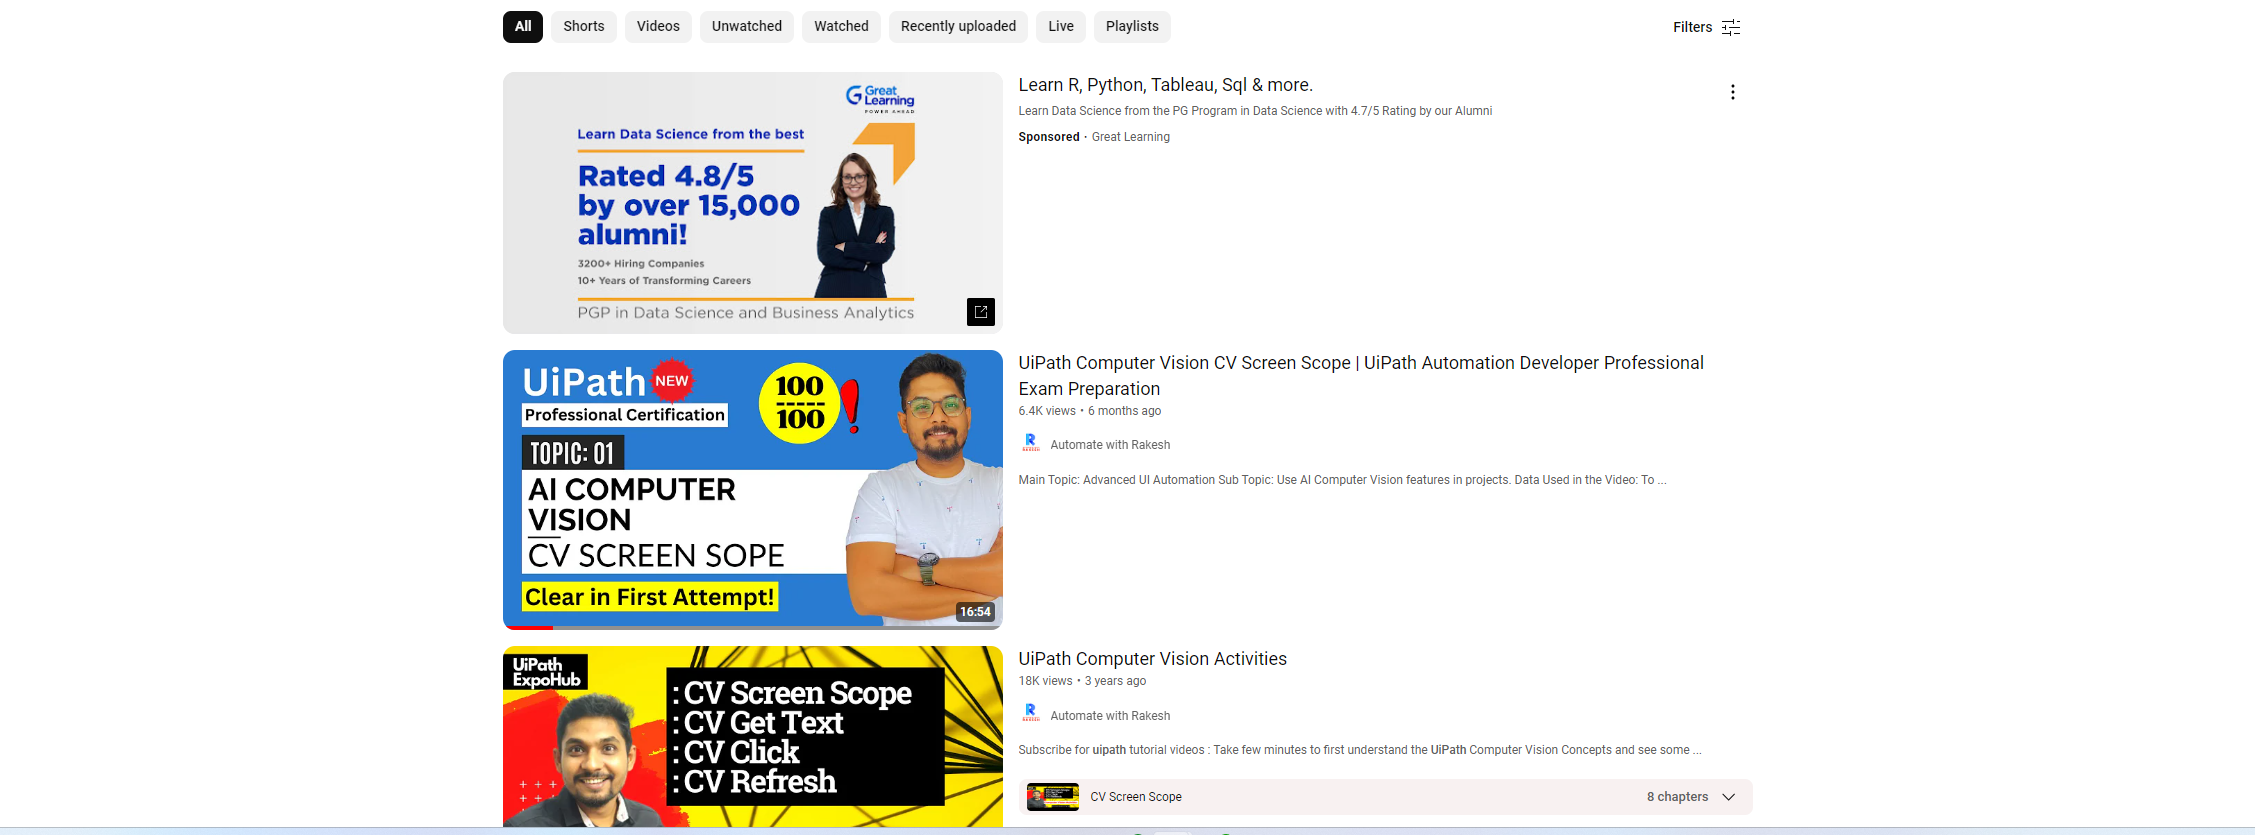 All Shorts Videos Unwatched Watched Recently uploaded Live Playlists Filters
Great
Learning
POWER AHEAD
Learn Data Science from the best
Rated 4.8/5
by over 15,000
alumni!
3200+ Hiring Companies
10+ Years of Transforming Careers
PGP in Data Science and Business Analytics
Learn R, Python, Tableau, Sql & more.
Learn Data Science from the PG Program in Data Science with 4.7/5 Rating by our Alumni
Sponsored · Great Learning
UiPath NEW
Professional Certification
100
100
TOPIC: 01
AI COMPUTER
VISION
CV SCREEN SOPE
Clear in First Attempt!
16:54
UiPath Computer Vision CV Screen Scope | UiPath Automation Developer Professional
Exam Preparation
6.4K views • 6 months ago
Automate with Rakesh
Main Topic: Advanced UI Automation Sub Topic: Use AI Computer Vision features in projects. Data Used in the Video: To ...
UiPath
ExpoHub
: CV Screen Scope
: CV Get Text
: CV Click
: CV Refresh
UiPath Computer Vision Activities
18K views • 3 years ago
Automate with Rakesh
Subscribe for uipath tutorial videos : Take few minutes to first understand the UiPath Computer Vision Concepts and see some ...
CV Screen Scope 8 chapters